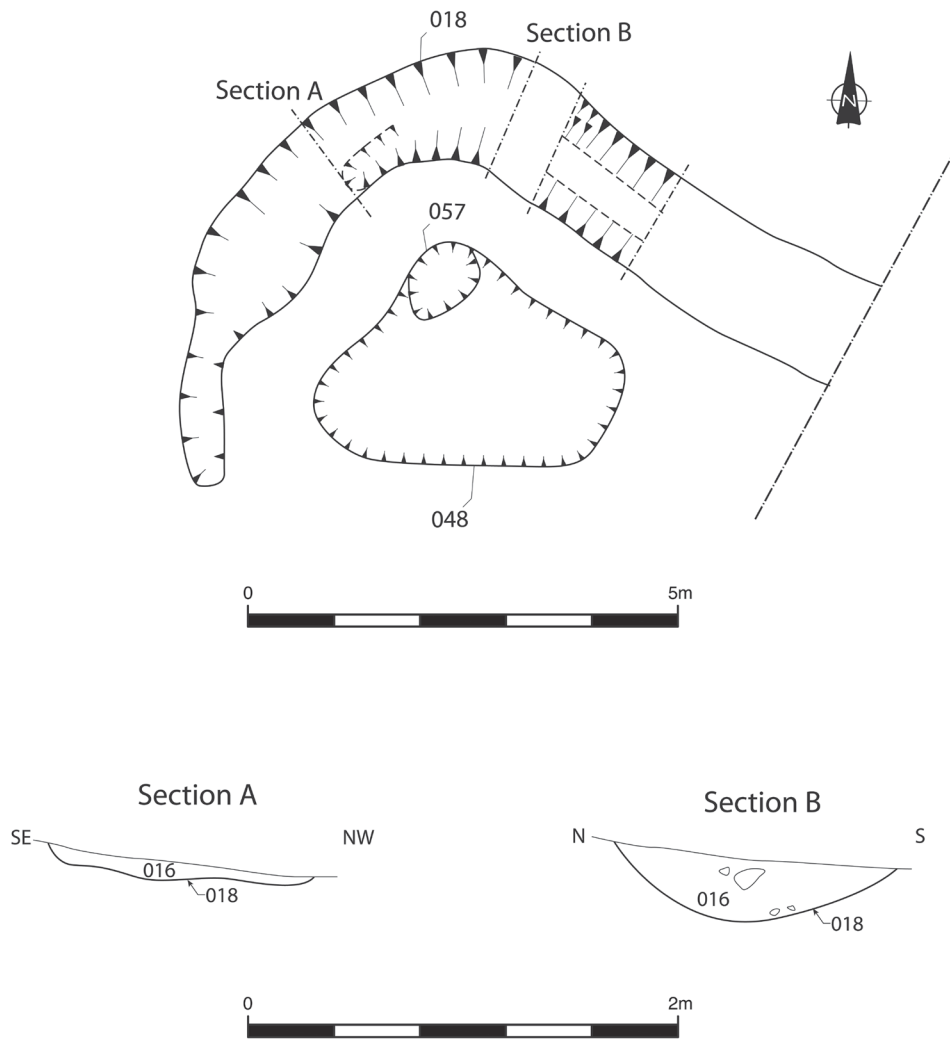 018
Section B
Section A
N
057
048
0 5m
Section A
Section B
SE NW
N S
016
018
016
018
0 2m